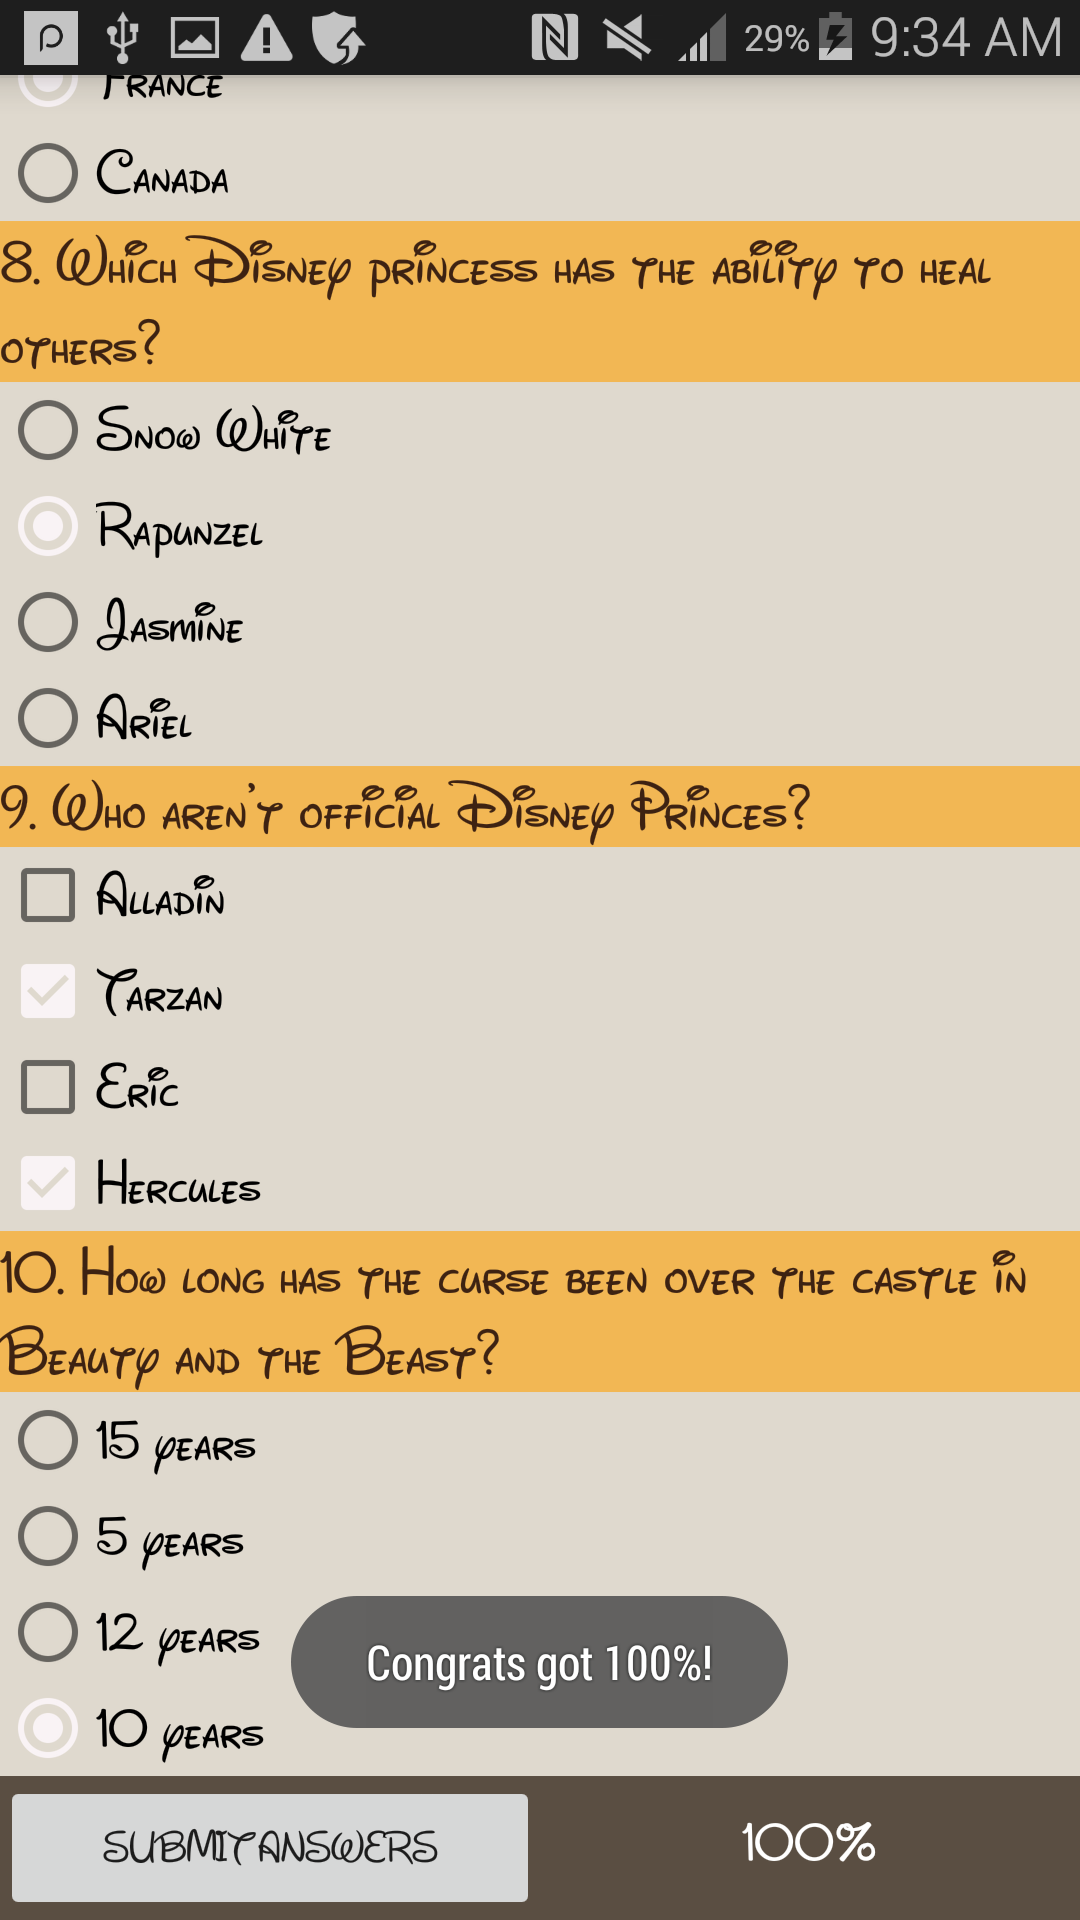 29% 9:34 AM
France
Canada
8. Which Disney princess has the ability to heal
others?
Snow White
Rapunzel
Jasmine
Ariel
9. Who aren't official Disney Princes?
Alladin
Tarzan
Eric
Hercules
10. How long has the curse been over the castle in
Beauty and the Beast?
15 years
5 years
12 years
Congrats got 100%!
10 years
SUBMIT ANSWERS 100%